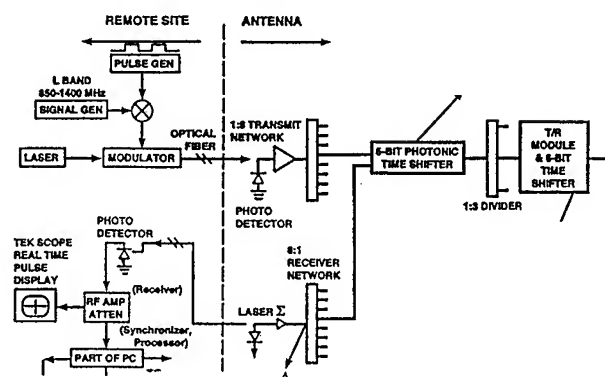 REMOTE SITE
ANTENNA
PULSE GEN
L BAND
850-1400 MHz
SIGNAL GEN
OPTICAL
FIBER
1:8 TRANSMIT
NETWORK
LASER
MODULATOR
PHOTO
DETECTOR
6-BIT PHOTONIC
TIME SHIFTER
T/R
MODULE
& 6-BIT
TIME
SHIFTER
1:3 DIVIDER
PHOTO
DETECTOR
8:1
RECEIVER
NETWORK
TEK SCOPE
REAL TIME
PULSE
DISPLAY
RF AMP
ATTEN
(Receiver)
LASER Σ
(Synchronizer,
Processor)
PART OF PC